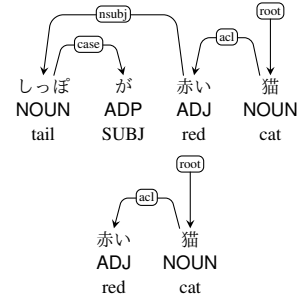 nsubj root
case acl
しっぽ が 赤い 猫
NOUN ADP ADJ NOUN
tail SUBJ red cat
root
acl
赤い 猫
ADJ NOUN
red cat